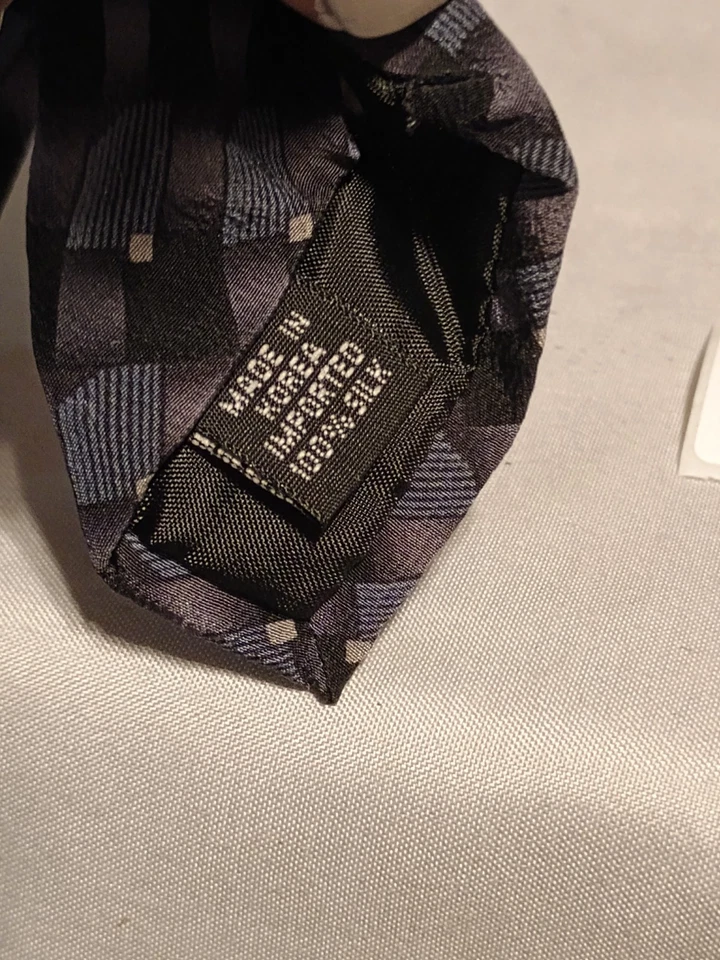 MADE IN
KOREA
IMPORTED
100% SILK